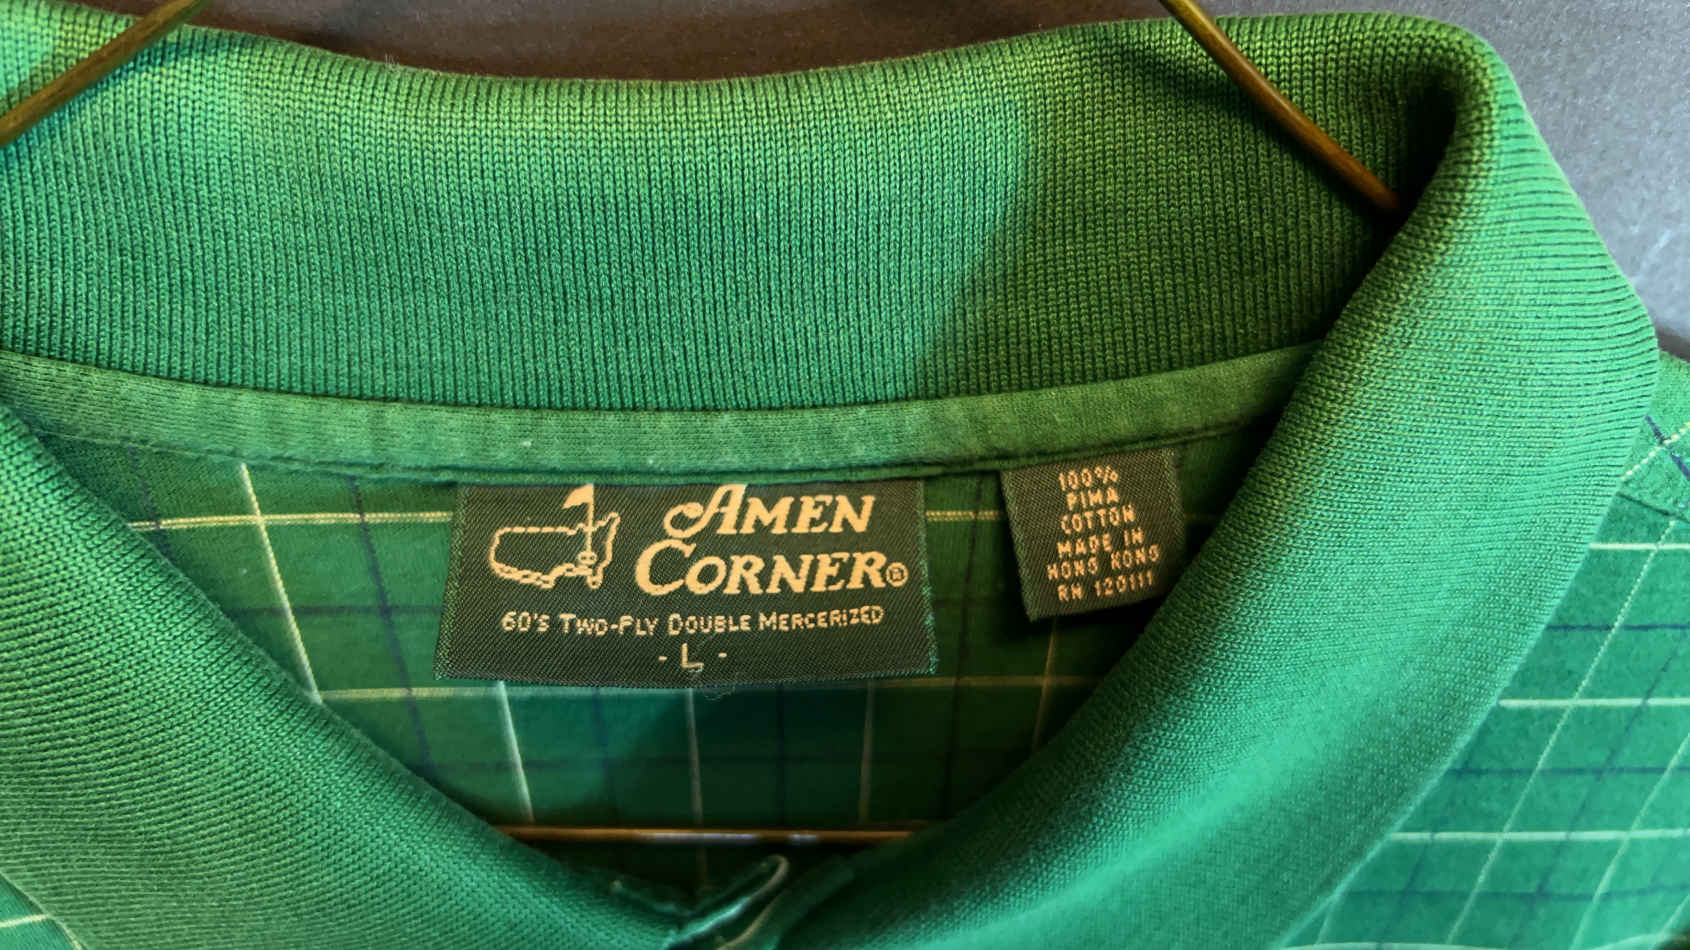 AMEN
CORNER®
60'S TWO-PLY DOUBLE MERCERIZED
- L -
100%
PIMA
COTTON
MADE IN
HONG KONG
RN 120111